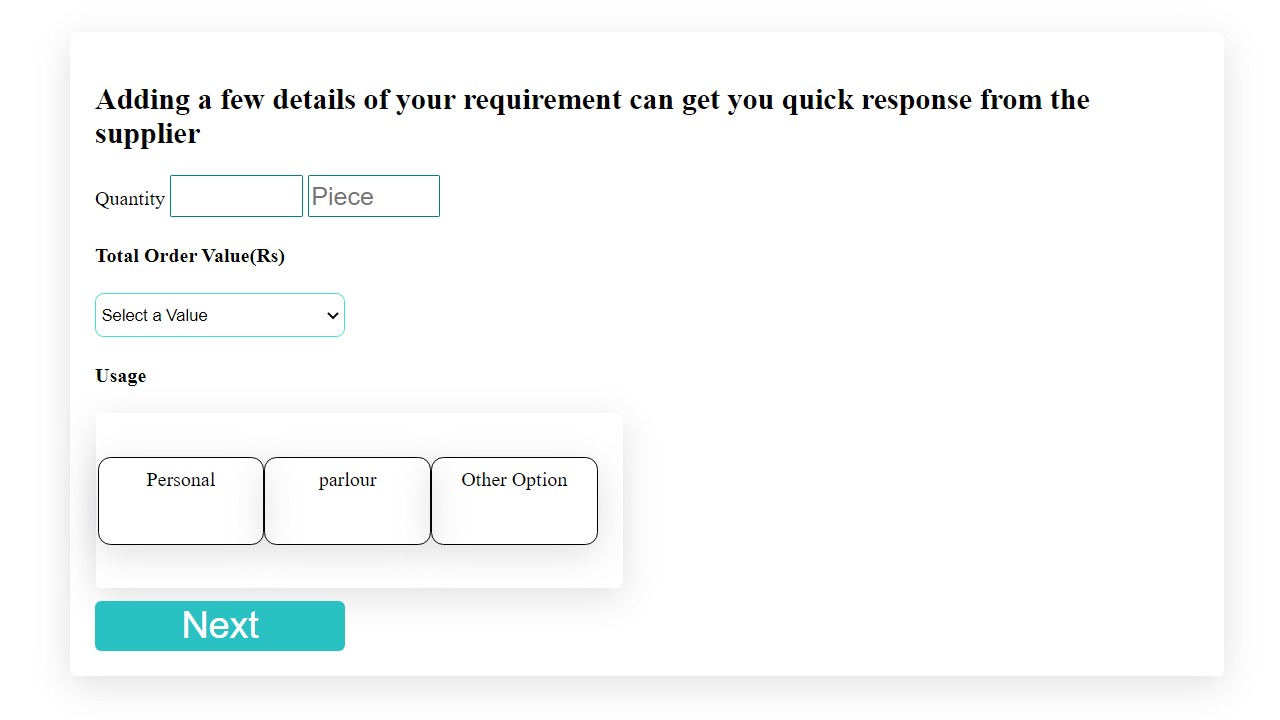 Adding a few details of your requirement can get you quick response from the
supplier
Quantity Piece
Total Order Value(Rs)
Select a Value
Usage
Personal parlour Other Option
Next